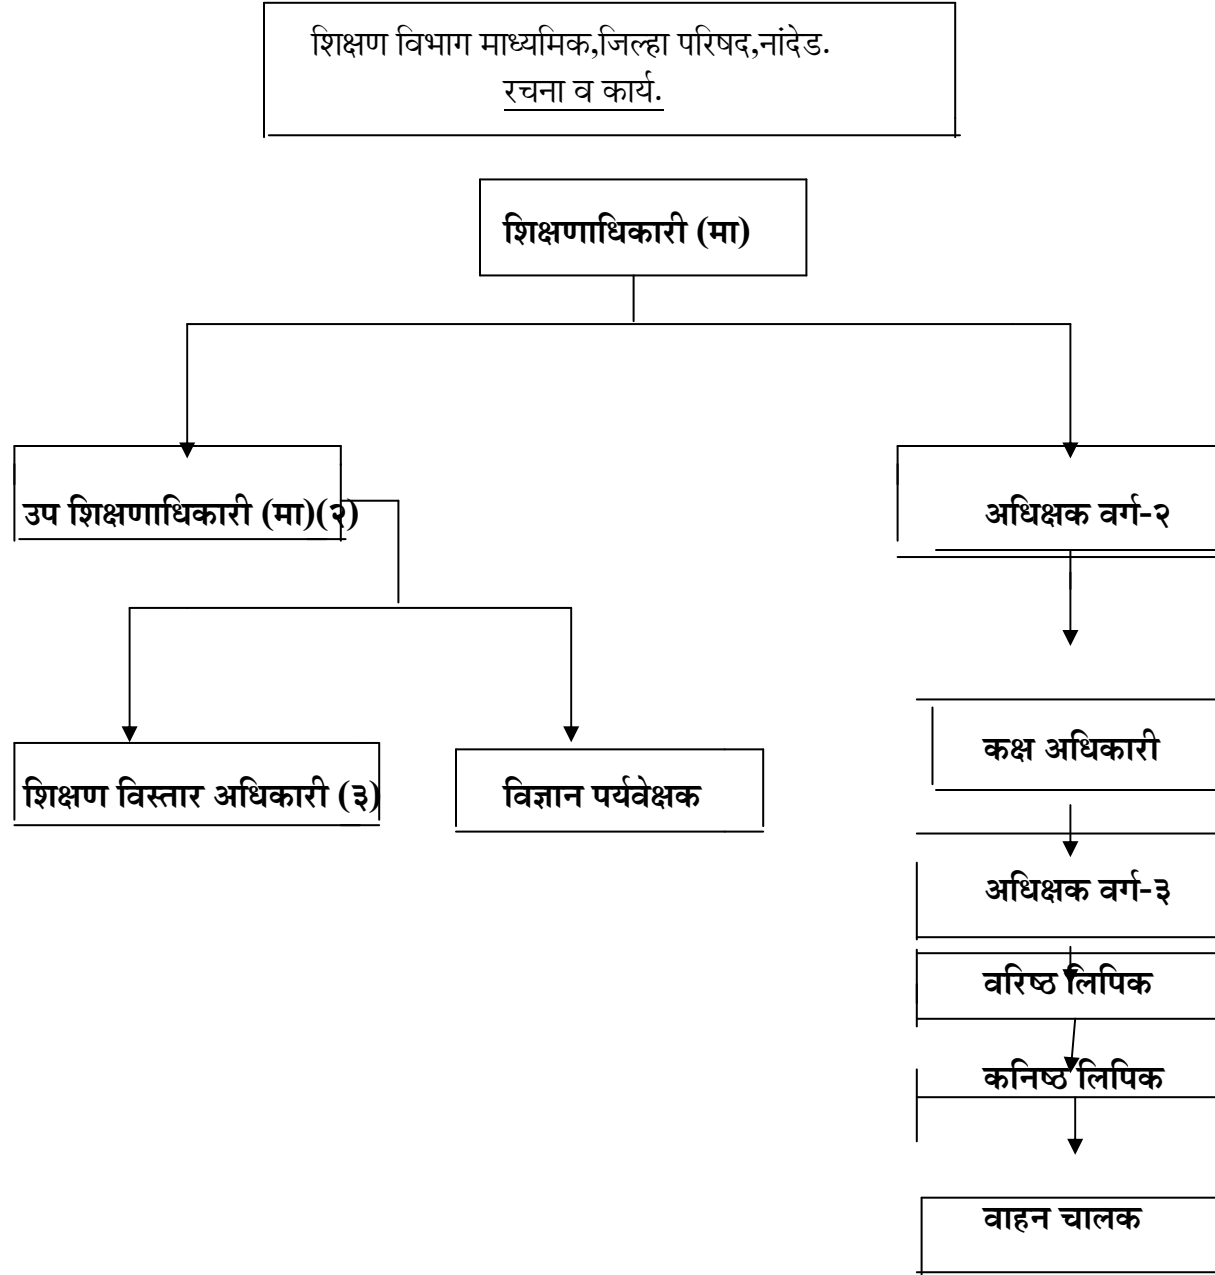 शिक्षण विभाग माध्यमिक,जिल्हा परिषद,नांदेड.
रचना व कार्य.
शिक्षणाधिकारी (मा)
उप शिक्षणाधिकारी (मा)(२)
अधिक्षक वर्ग-२
शिक्षण विस्तार अधिकारी (३)
विज्ञान पर्यवेक्षक
कक्ष अधिकारी
अधिक्षक वर्ग-३
वरिष्ठ लिपिक
कनिष्ठ लिपिक
वाहन चालक